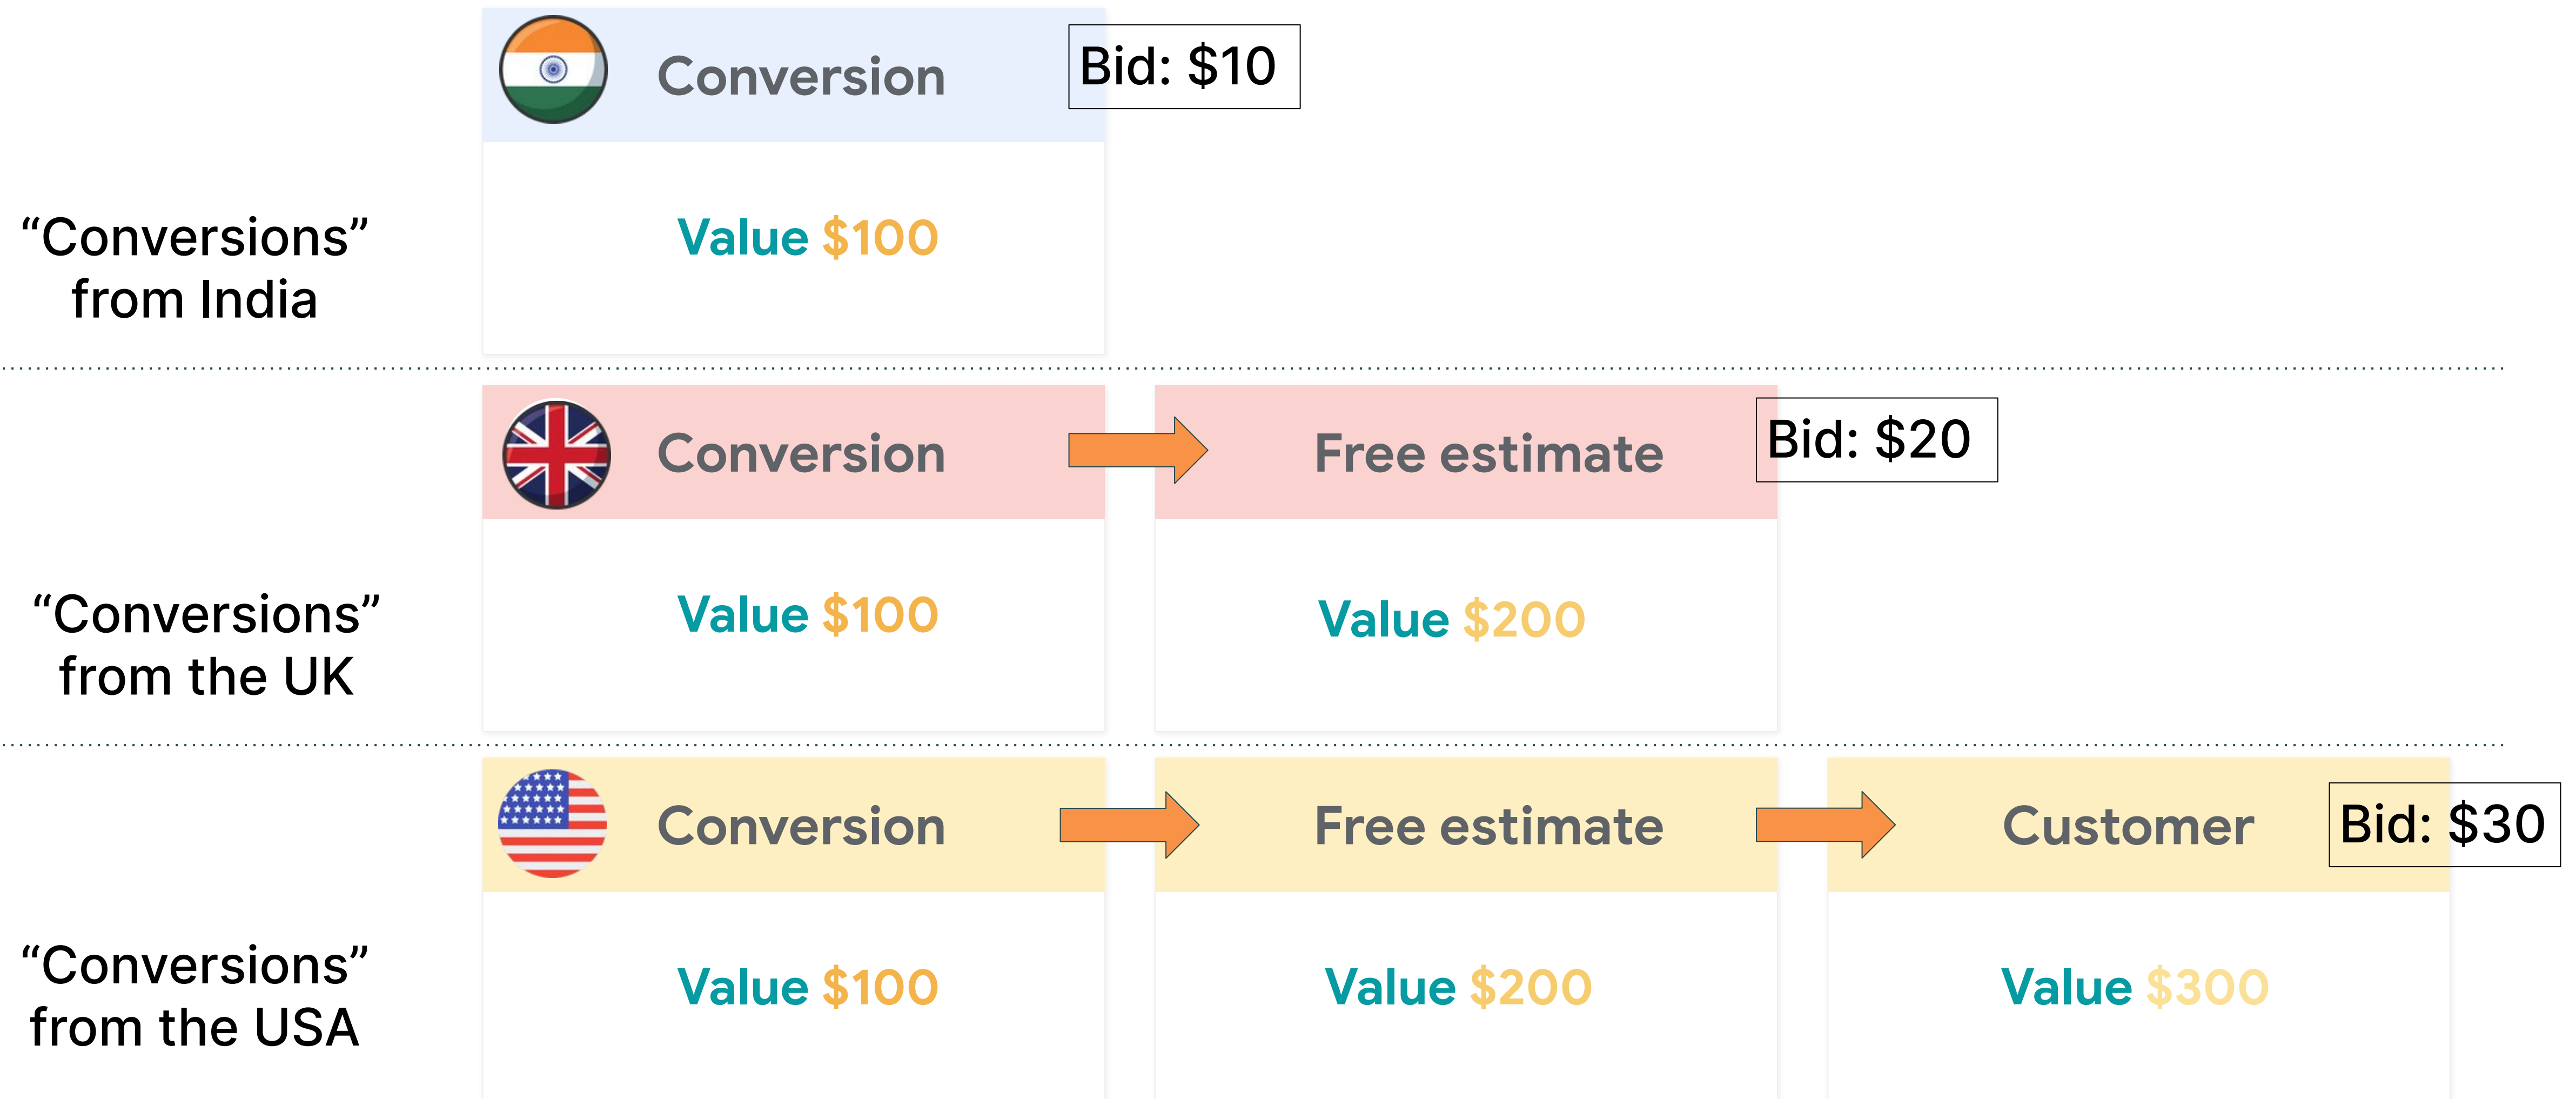 Conversion
Bid: $10
“Conversions”
from India
Value $100
Conversion
Free estimate
Bid: $20
“Conversions”
from the UK
Value $100
Value $200
Conversion
Free estimate
Customer
Bid: $30
“Conversions”
from the USA
Value $100
Value $200
Value $300